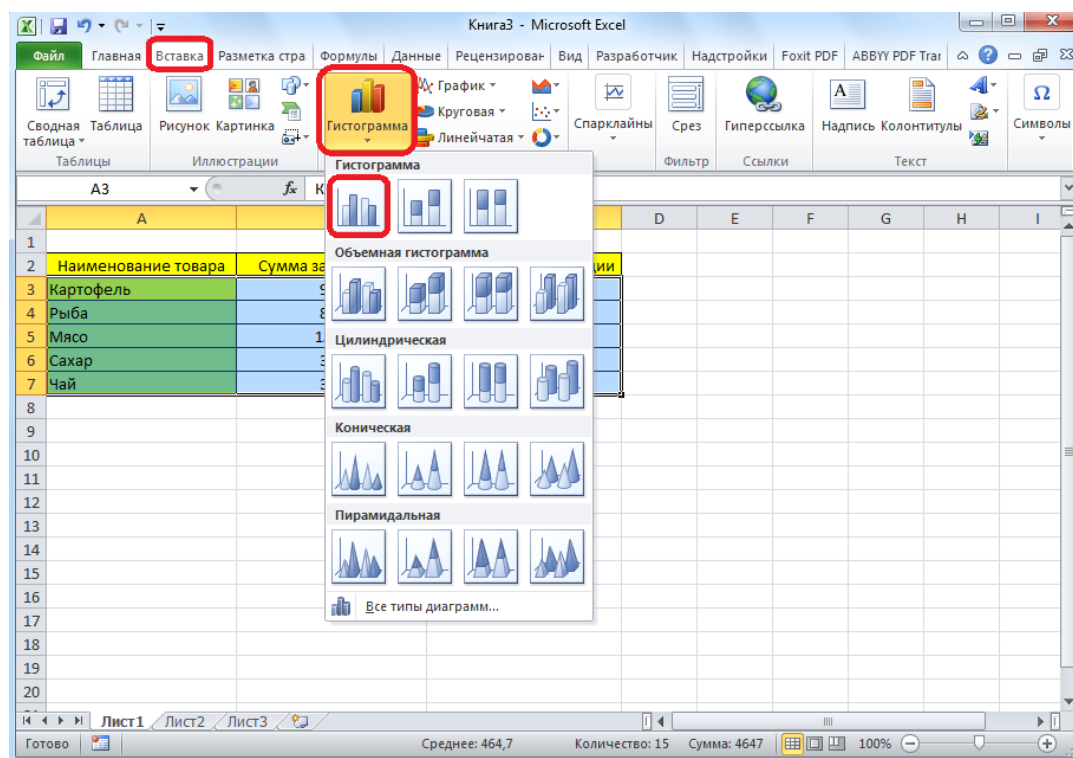 Книга3 - Microsoft Excel
Файл Главная Вставка Разметка стра Формулы Данные Рецензирован Вид Разработчик Надстройки Foxit PDF ABBYY PDF Trar
Сводная таблица Таблица Рисунок Картинка Гистограмма График Круговая Линейчатая Спарклайны Срез Гиперссылка Надпись Колонтитулы Символы
Таблицы Иллюстрации Фильтр Ссылки Текст
A3 fx К
A D E F G H I
1
2 Наименование товара Сумма за ции
3 Картофель
4 Рыба
5 Мясо
6 Сахар
7 Чай
8
9
10
11
12
13
14
15
16
17
18
19
20
Гистограмма
Объемная гистограмма
Цилиндрическая
Коническая
Пирамидальная
Все типы диаграмм...
Лист1 Лист2 Лист3
Готово Среднее: 464,7 Количество: 15 Сумма: 4647 100%